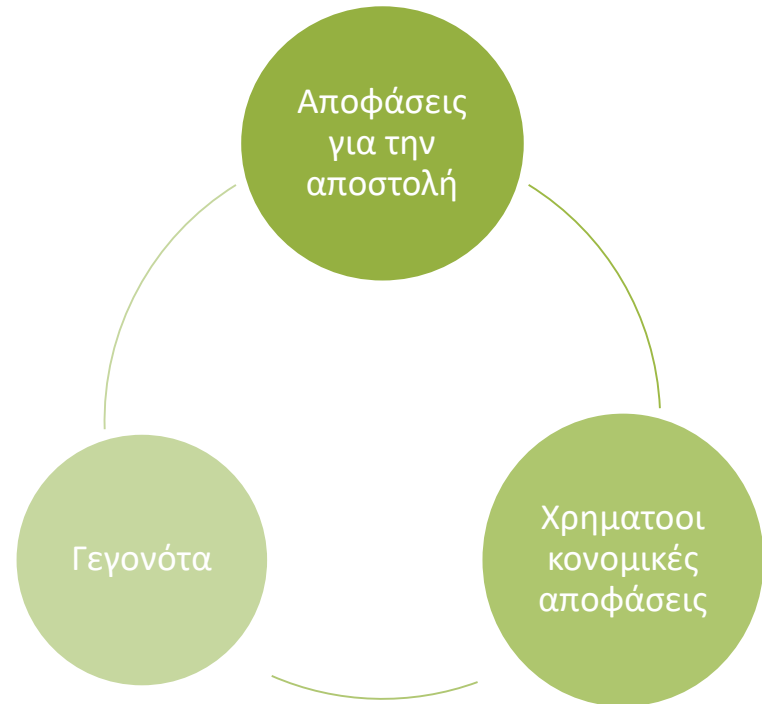 Αποφάσεις
για την
αποστολή
Γεγονότα
Χρηματοοι
κονομικές
αποφάσεις